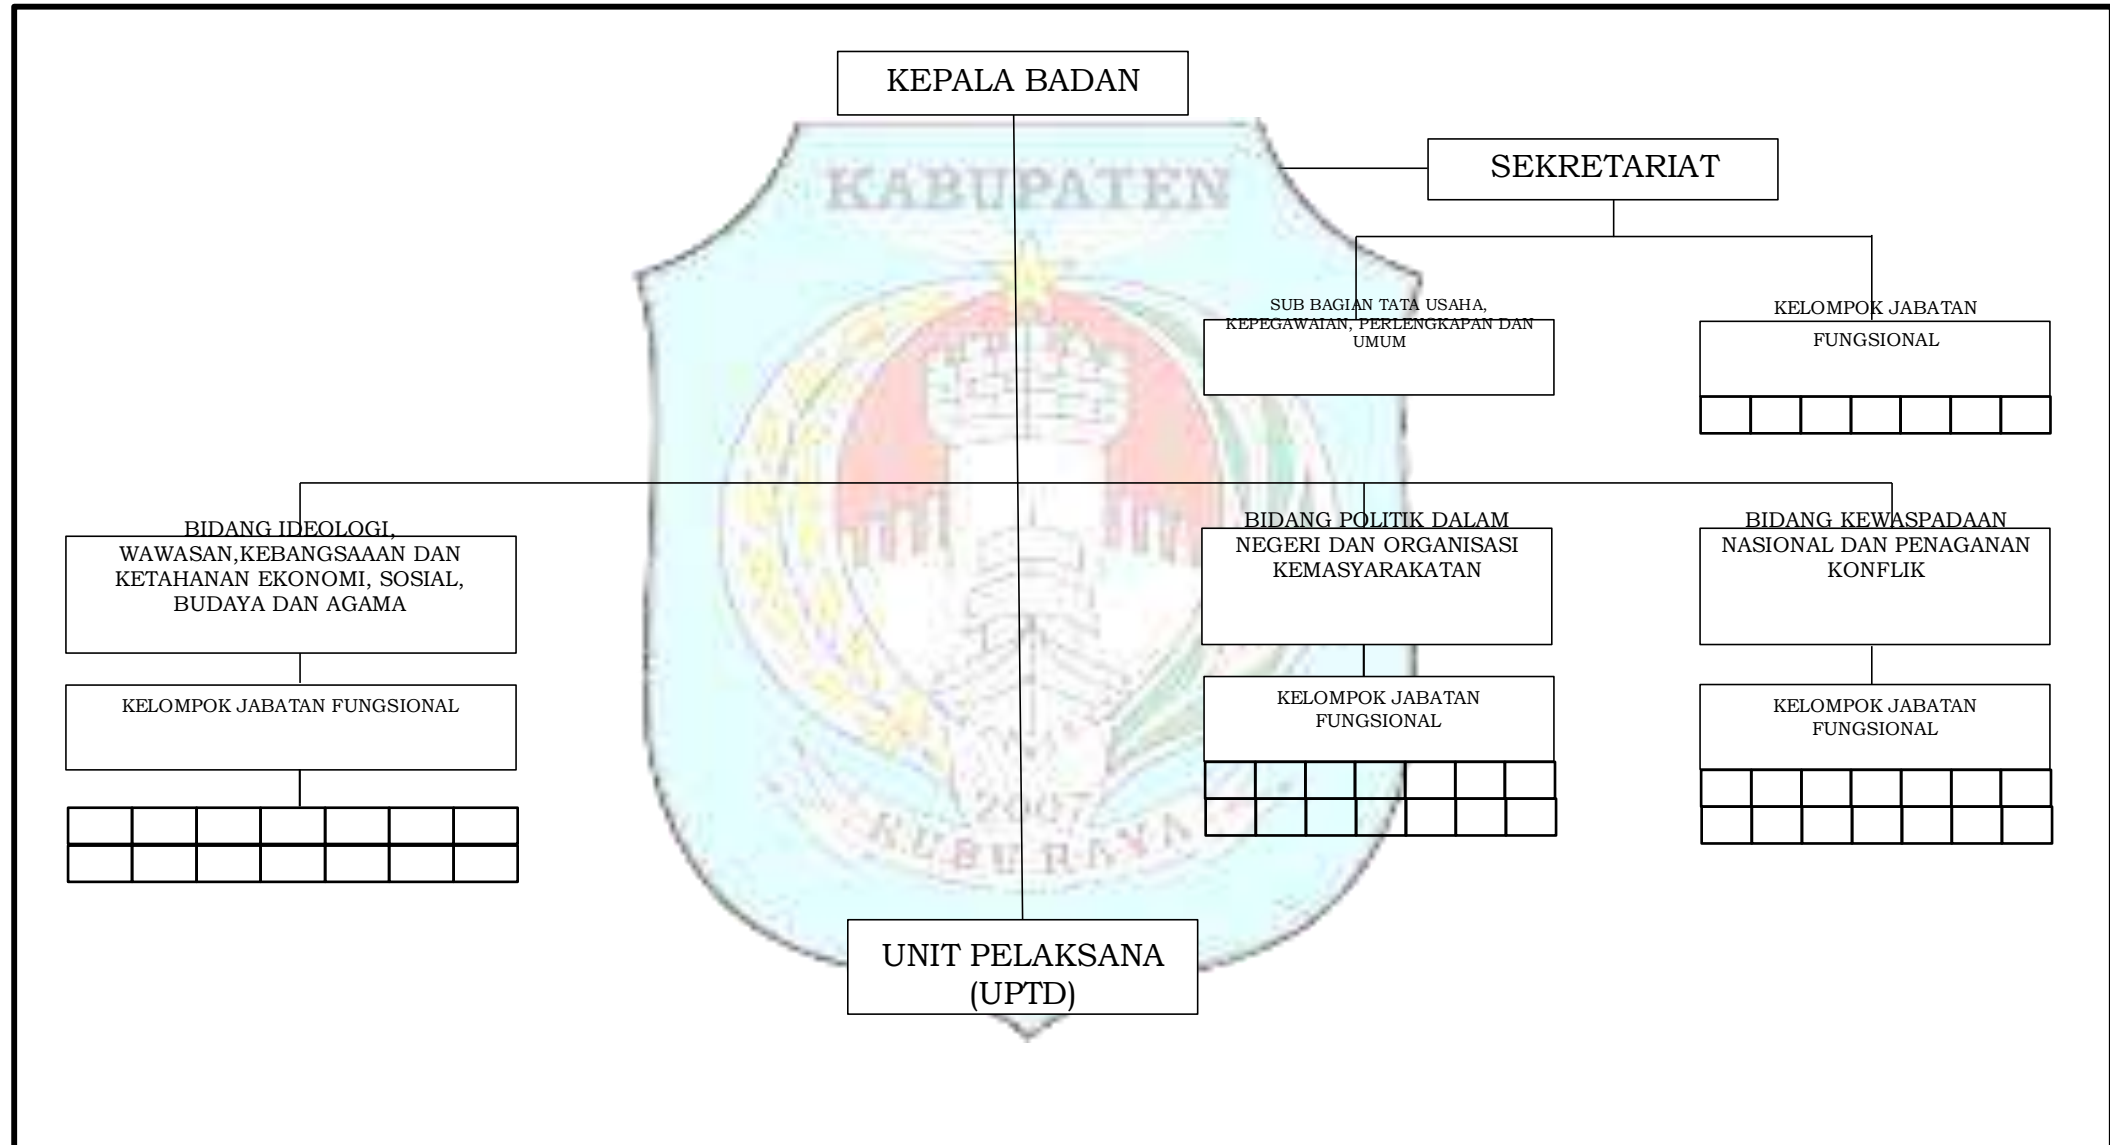 KEPALA BADAN
KABUPATEN
SEKRETARIAT
SUB BAGIAN TATA USAHA,
KEPEGAWAIAN, PERLENGKAPAN DAN
UMUM
KELOMPOK JABATAN
FUNGSIONAL
BIDANG IDEOLOGI,
WAWASAN,KEBANGSAAAN DAN
KETAHANAN EKONOMI, SOSIAL,
BUDAYA DAN AGAMA
BIDANG POLITIK DALAM
NEGERI DAN ORGANISASI
KEMASYARAKATAN
BIDANG KEWASPADAAN
NASIONAL DAN PENAGANAN
KONFLIK
KELOMPOK JABATAN FUNGSIONAL
KELOMPOK JABATAN
FUNGSIONAL
KELOMPOK JABATAN
FUNGSIONAL
2007
KUBU RAYA
UNIT PELAKSANA
(UPTD)